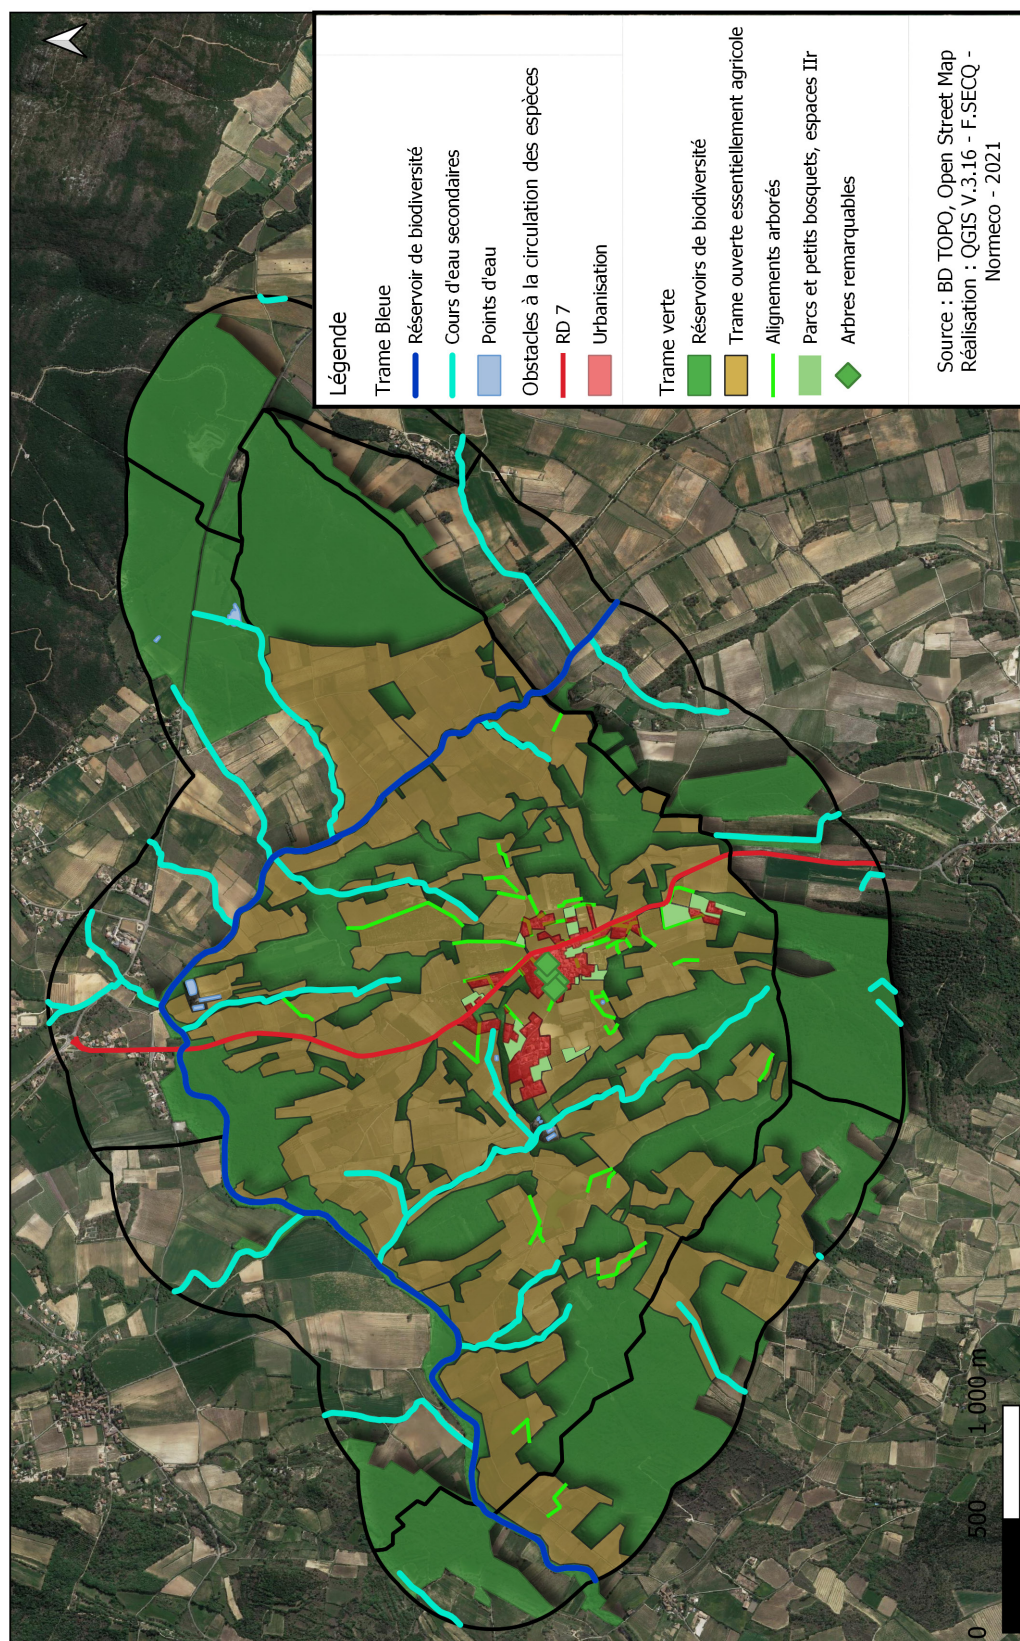 Légende
Trame Bleue
Réservoir de biodiversité
Cours d'eau secondaires
Points d'eau
Obstacles à la circulation des espèces
RD 7
Urbanisation
Trame verte
Réservoirs de biodiversité
Trame ouverte essentiellement agricole
Alignements arborés
Parcs et petits bosquets, espaces IIr
Arbres remarquables
Source : BD TOPO, Open Street Map
Réalisation : QGIS V.3.16 - F.SECQ -
Normeco - 2021
0 500 1 000 m